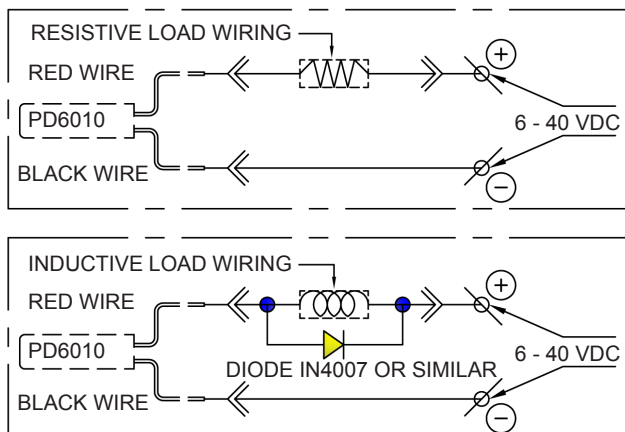 RESISTIVE LOAD WIRING
RED WIRE
+
PD6010
6 - 40 VDC
BLACK WIRE
−
INDUCTIVE LOAD WIRING
RED WIRE
+
PD6010
6 - 40 VDC
DIODE IN4007 OR SIMILAR
BLACK WIRE
−